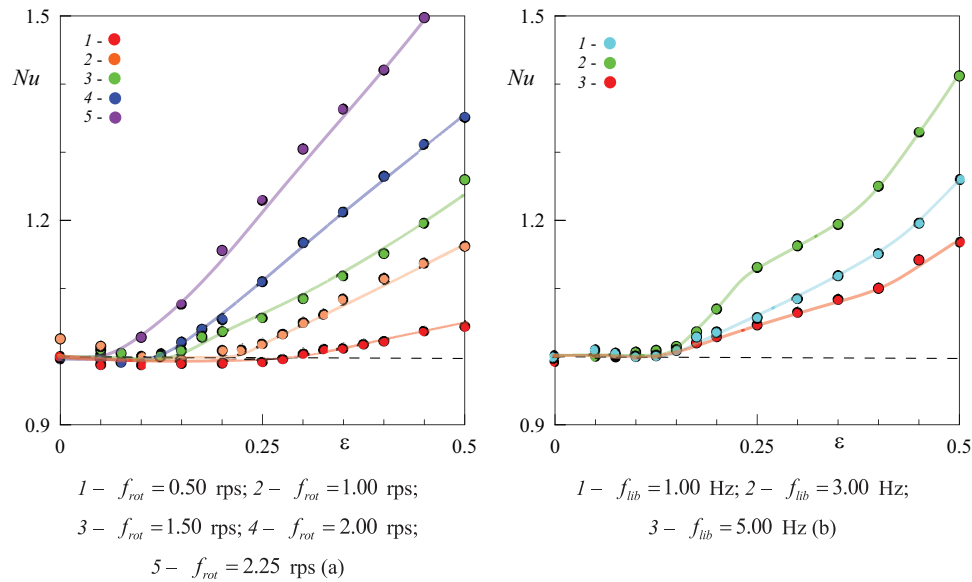 1.5
Nu
1.2
0.9
1 -
2 -
3 -
4 -
5 -
0
0.25
ε
0.5
1 – f_rot = 0.50 rps; 2 – f_rot = 1.00 rps;
3 – f_rot = 1.50 rps; 4 – f_rot = 2.00 rps;
5 – f_rot = 2.25 rps (a)
1.5
Nu
1.2
0.9
1 -
2 -
3 -
0
0.25
ε
0.5
1 – f_lib = 1.00 Hz; 2 – f_lib = 3.00 Hz;
3 – f_lib = 5.00 Hz (b)